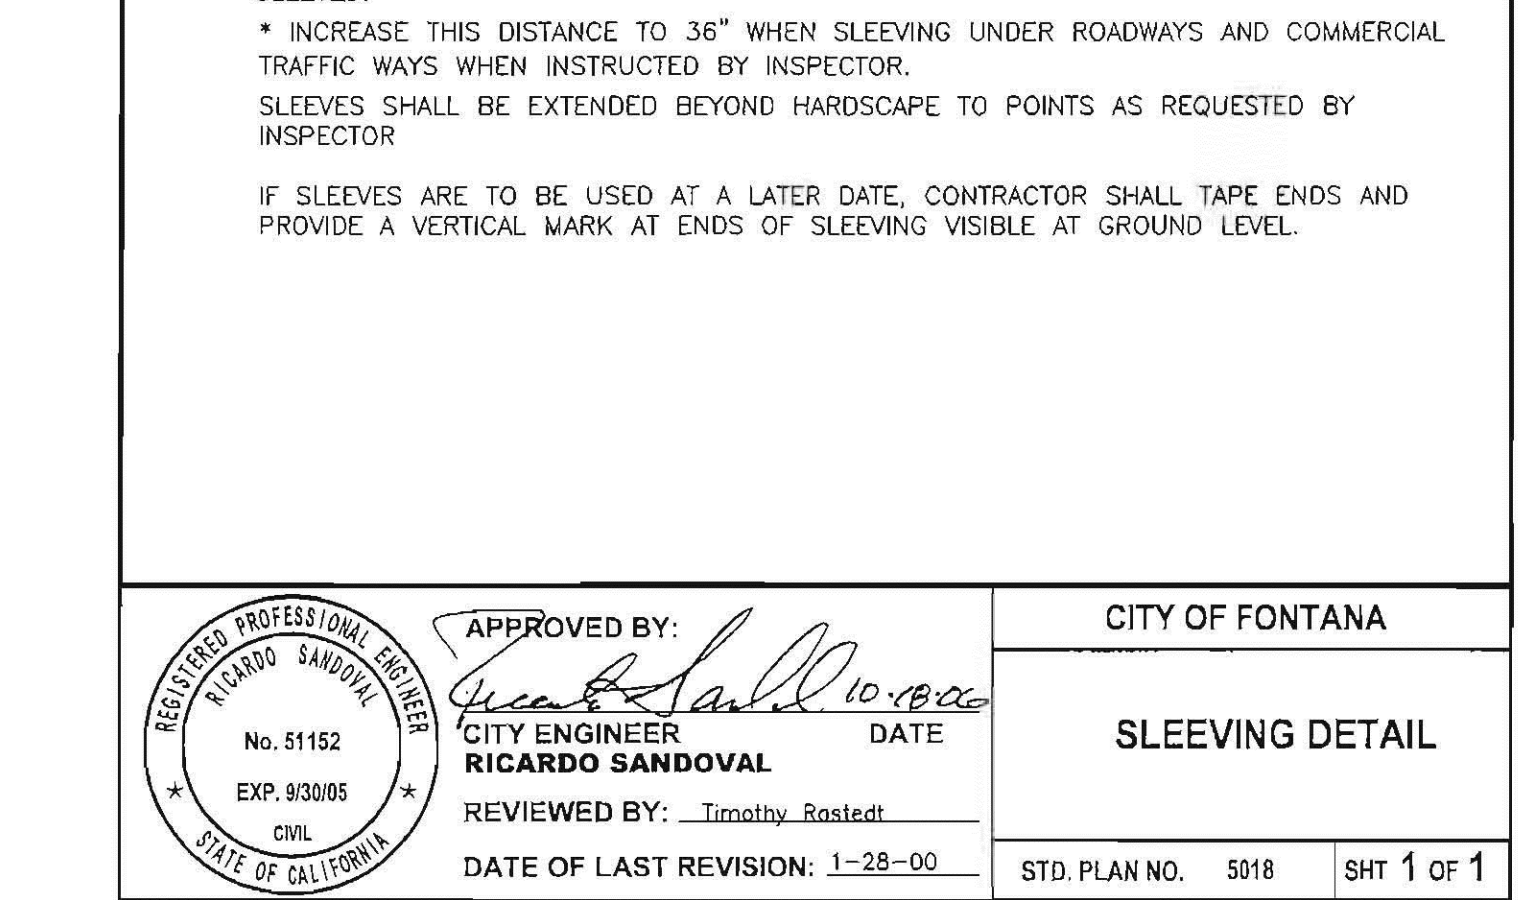 * INCREASE THIS DISTANCE TO 36" WHEN SLEEVING UNDER ROADWAYS AND COMMERCIAL
TRAFFIC WAYS WHEN INSTRUCTED BY INSPECTOR.
SLEEVES SHALL BE EXTENDED BEYOND HARDSCAPE TO POINTS AS REQUESTED BY
INSPECTOR
IF SLEEVES ARE TO BE USED AT A LATER DATE, CONTRACTOR SHALL TAPE ENDS AND
PROVIDE A VERTICAL MARK AT ENDS OF SLEEVING VISIBLE AT GROUND LEVEL.
REGISTERED PROFESSIONAL ENGINEER
RICARDO SANDOVAL
No. 51152
EXP. 9/30/05
CIVIL
STATE OF CALIFORNIA
APPROVED BY:
10-18-06
CITY ENGINEER DATE
RICARDO SANDOVAL
REVIEWED BY: Timothy Rastedt
DATE OF LAST REVISION: 1-28-00
CITY OF FONTANA
SLEEVING DETAIL
STD. PLAN NO. 5018
SHT 1 OF 1